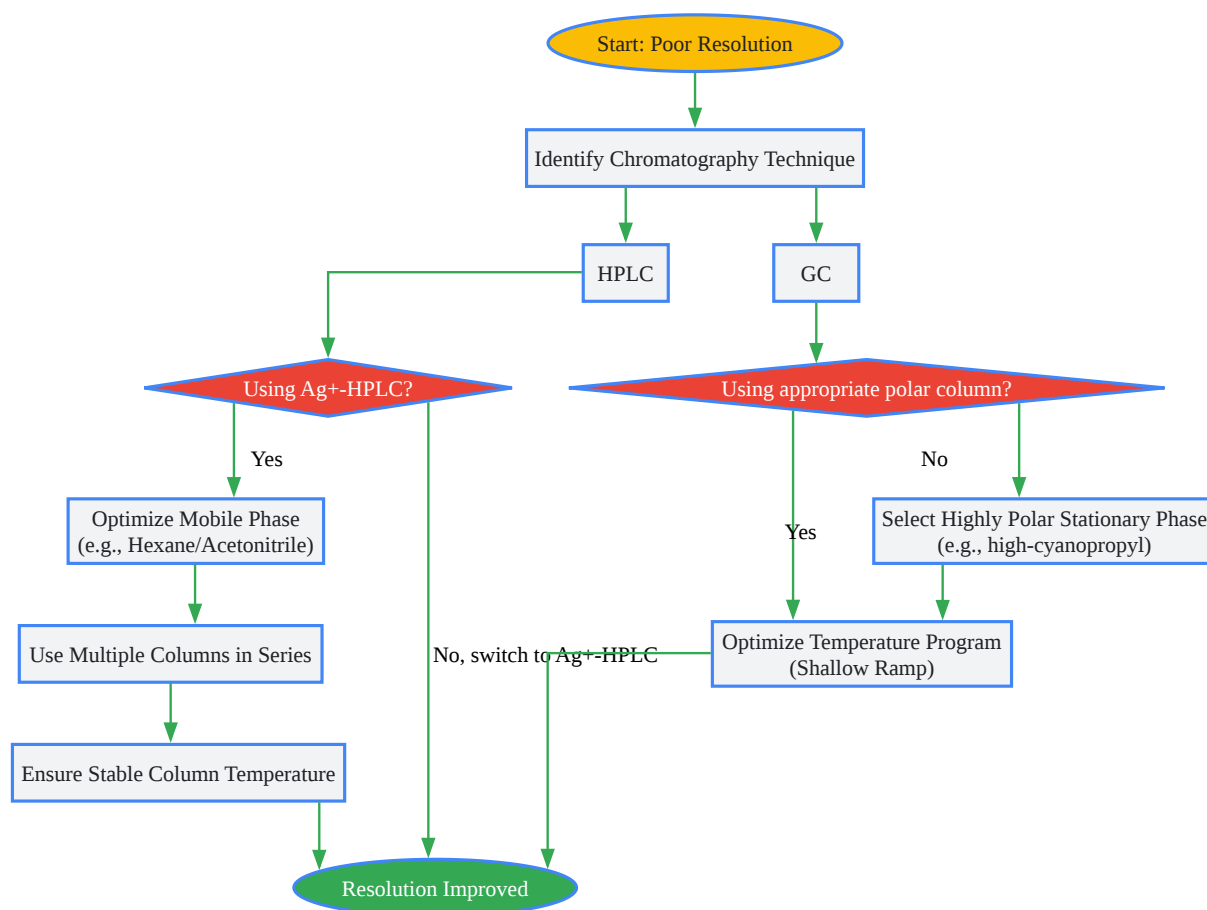 Start: Poor Resolution
Identify Chromatography Technique
HPLC
GC
Using Ag+-HPLC?
Using appropriate polar column?
Yes
No
Optimize Mobile Phase
(e.g., Hexane/Acetonitrile)
Yes
Select Highly Polar Stationary Phase
(e.g., high-cyanopropyl)
Use Multiple Columns in Series
No, switch to Ag+-HPLC
Optimize Temperature Program
(Shallow Ramp)
Ensure Stable Column Temperature
Resolution Improved